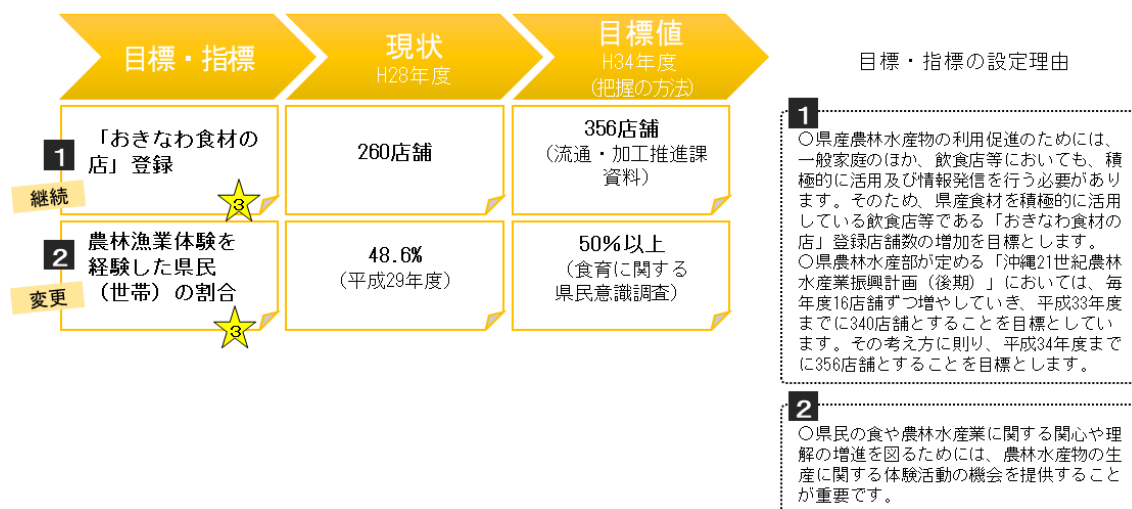 目標・指標
現状
H28年度
目標値
H34年度
(把握の方法)
目標・指標の設定理由
1
継続
「おきなわ食材の
店」登録
3
260店舗
356店舗
（流通・加工推進課
資料）
2
変更
農林漁業体験を
経験した県民
（世帯）の割合
3
48.6%
(平成29年度)
50%以上
（食育に関する
県民意識調査）
1
〇県産農林水産物の利用促進のためには、
一般家庭のほか、飲食店等においても、積
極的に活用及び情報発信を行う必要があり
ます。そのため、県産食材を積極的に活用
している飲食店等である「おきなわ食材の
店」登録店舗数の増加を目標とします。
〇県農林水産部が定める「沖縄21世紀農林
水産業振興計画（後期）」においては、毎
年度16店舗ずつ増やしていき、平成33年度
までに340店舗とすることを目標としてい
ます。その考え方に則り、平成34年度まで
に356店舗とすることを目標とします。
2
〇県民の食や農林水産業に関する関心や理
解の増進を図るためには、農林水産物の生
産に関する体験活動の機会を提供すること
が重要です。